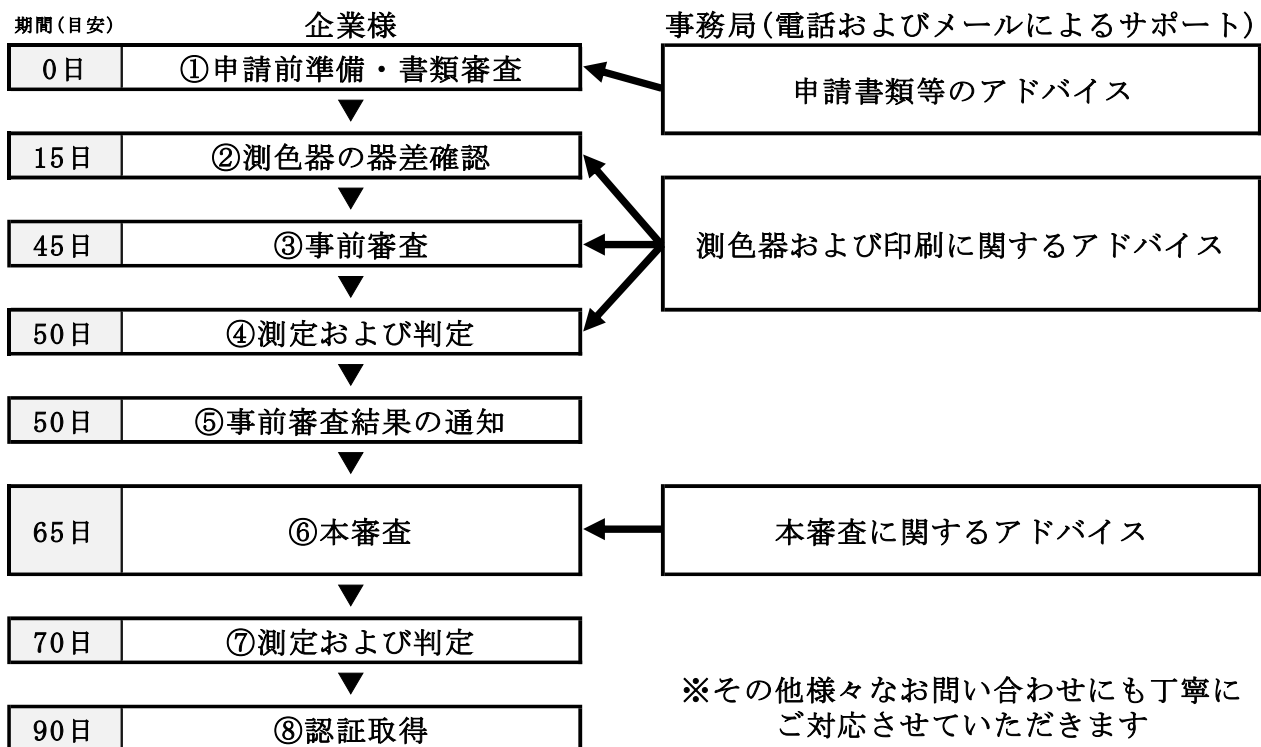 期間(目安) 企業様 事務局(電話およびメールによるサポート)
0日 ①申請前準備・書類審査
申請書類等のアドバイス
▼
15日 ②測色器の器差確認
▼
45日 ③事前審査
測色器および印刷に関するアドバイス
▼
50日 ④測定および判定
▼
50日 ⑤事前審査結果の通知
▼
65日 ⑥本審査
本審査に関するアドバイス
▼
70日 ⑦測定および判定
▼
90日 ⑧認証取得
※その他様々なお問い合わせにも丁寧に
ご対応させていただきます